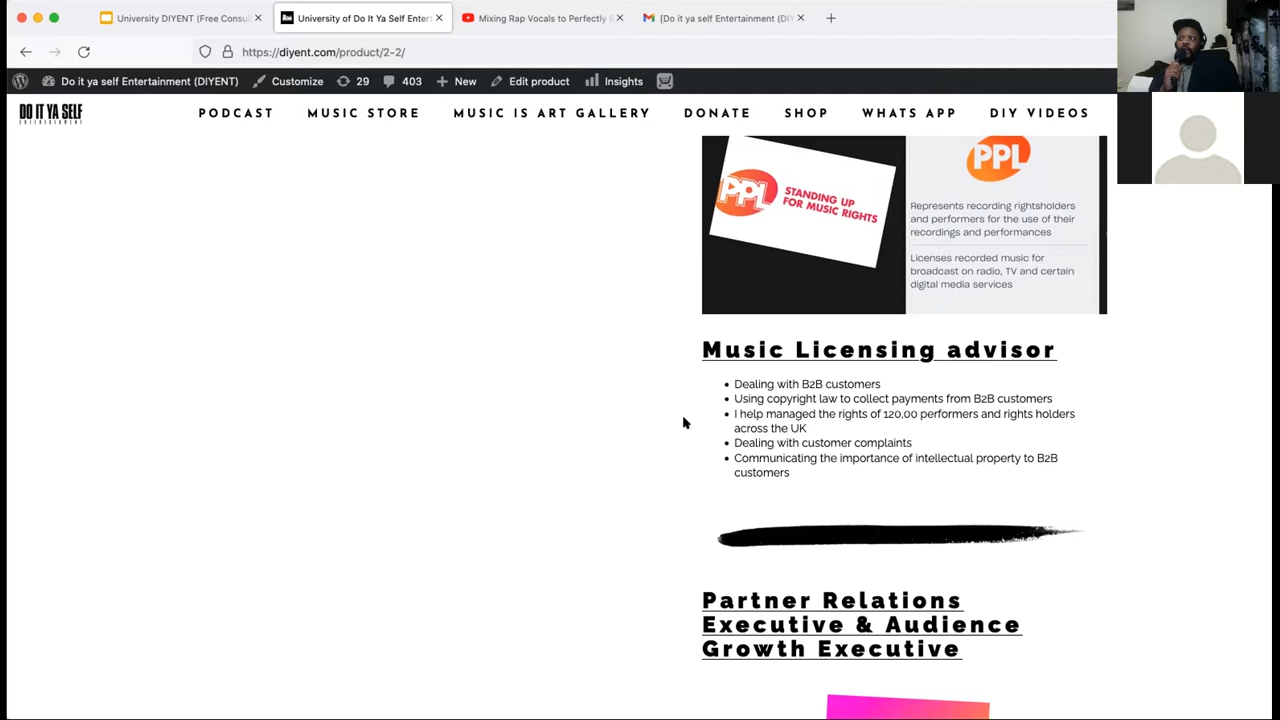 University DIYENT (Free Consul
University of Do It Ya Self Enter
Mixing Rap Vocals to Perfectly
[Do it ya self Entertainment (DIY
https://diyent.com/product/2-2/
Do it ya self Entertainment (DIYENT)
Customize
29
403
New
Edit product
Insights
DO IT YA SELF
ENTERTAINMENT
PODCAST
MUSIC STORE
MUSIC IS ART GALLERY
DONATE
SHOP
WHATS APP
DIY VIDEOS
PPL
STANDING UP
FOR MUSIC RIGHTS
PPL
Represents recording rightsholders
and performers for the use of their
recordings and performances
Licenses recorded music for
broadcast on radio, TV and certain
digital media services
Music Licensing advisor
• Dealing with B2B customers
• Using copyright law to collect payments from B2B customers
• I help managed the rights of 120,00 performers and rights holders
across the UK
• Dealing with customer complaints
• Communicating the importance of intellectual property to B2B
customers
Partner Relations
Executive & Audience
Growth Executive